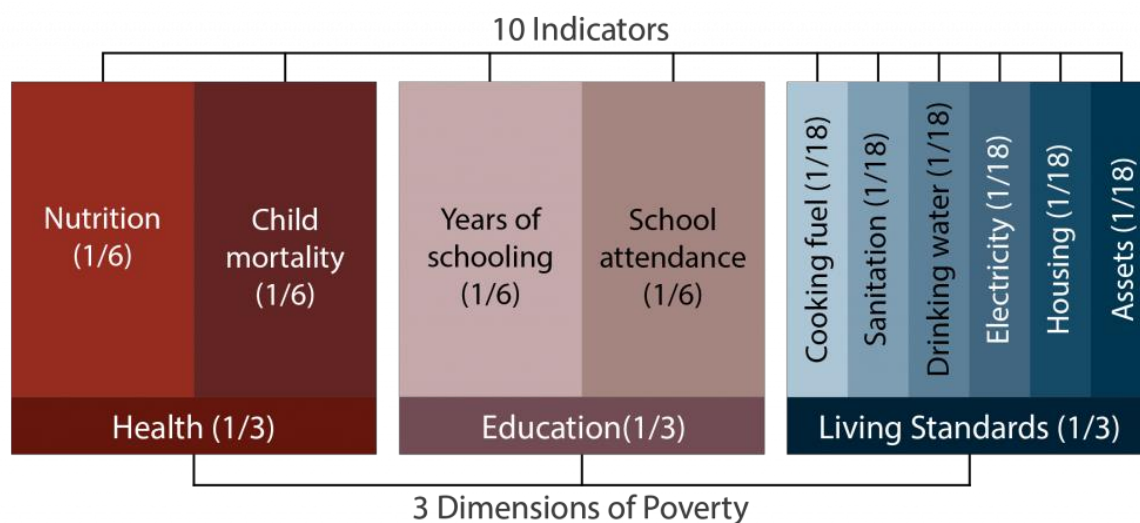 10 Indicators
Nutrition
(1/6)
Child
mortality
(1/6)
Years of
schooling
(1/6)
School
attendance
(1/6)
Cooking fuel (1/18)
Sanitation (1/18)
Drinking water (1/18)
Electricity (1/18)
Housing (1/18)
Assets (1/18)
Health (1/3)
Education(1/3)
Living Standards (1/3)
3 Dimensions of Poverty